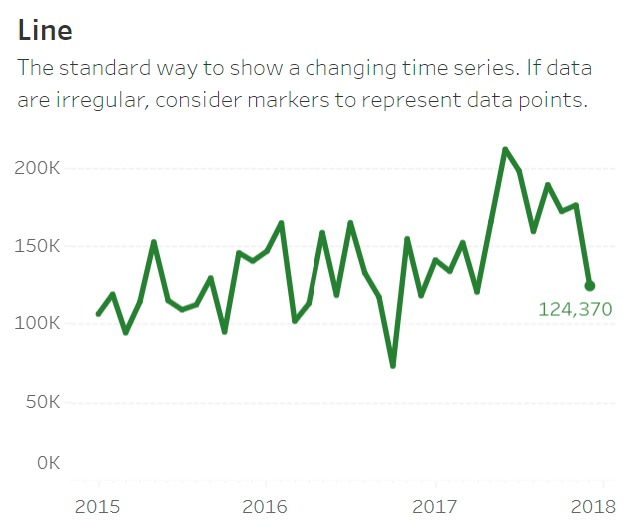 Line
The standard way to show a changing time series. If data
are irregular, consider markers to represent data points.
200K
150K
100K
124,370
50K
0K
2015 2016 2017 2018